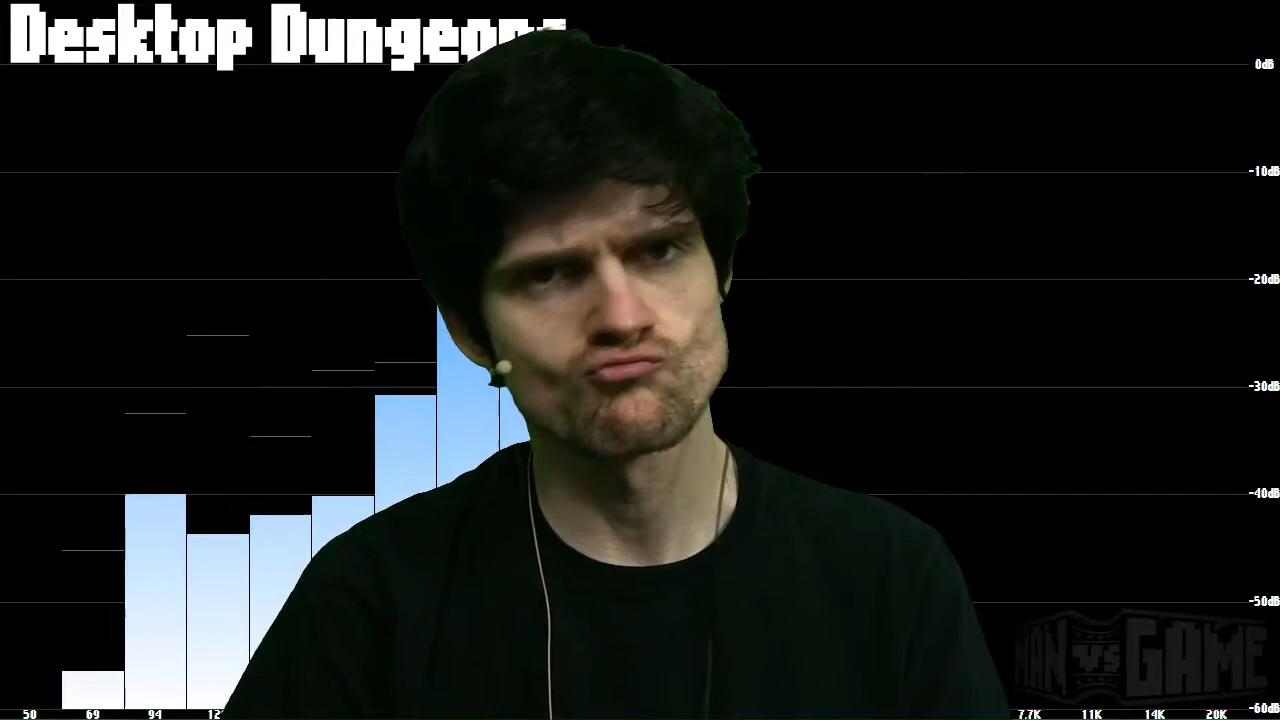 Desktop Dungeons
0dB
-10dB
-20dB
-30dB
-40dB
-50dB
-60dB
50 69 94 7.7K 11K 14K 20K
MAN VS GAME